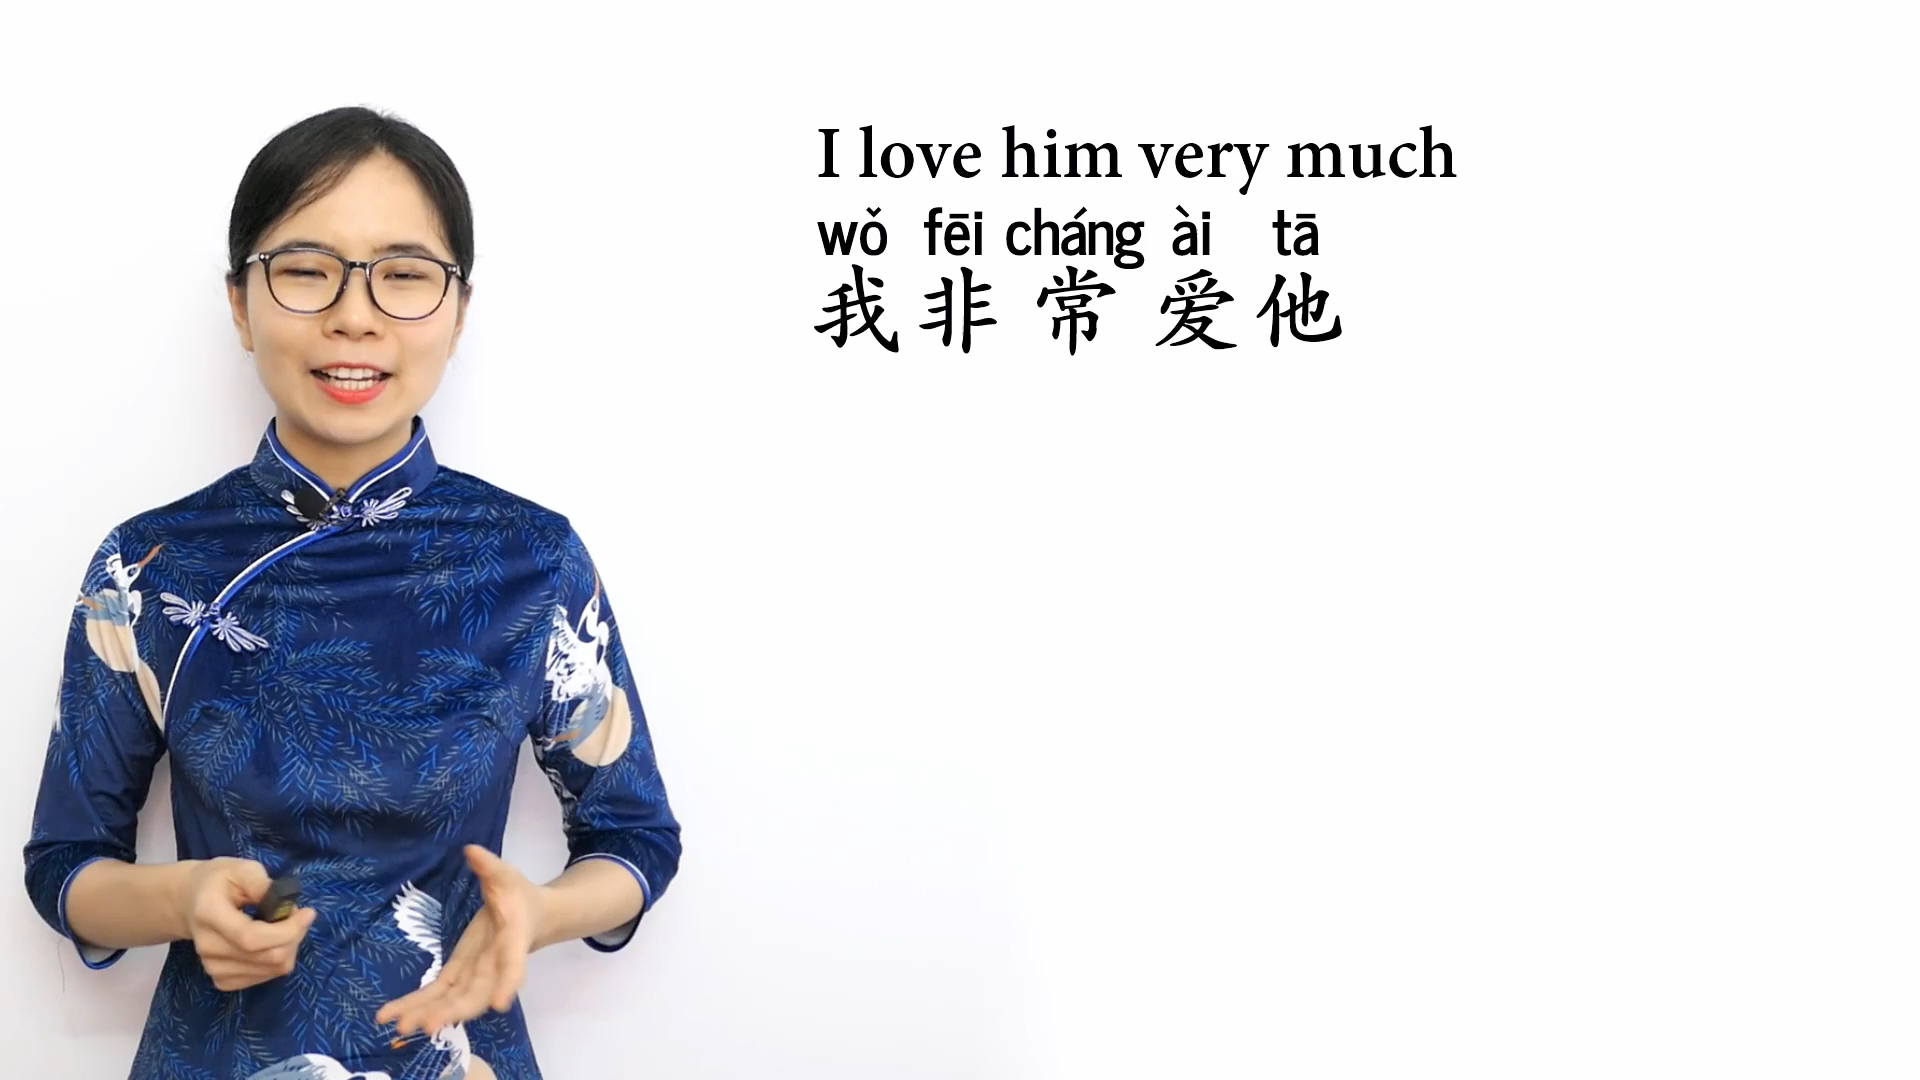 I love him very much
wǒ fēi cháng ài tā
我非常爱他